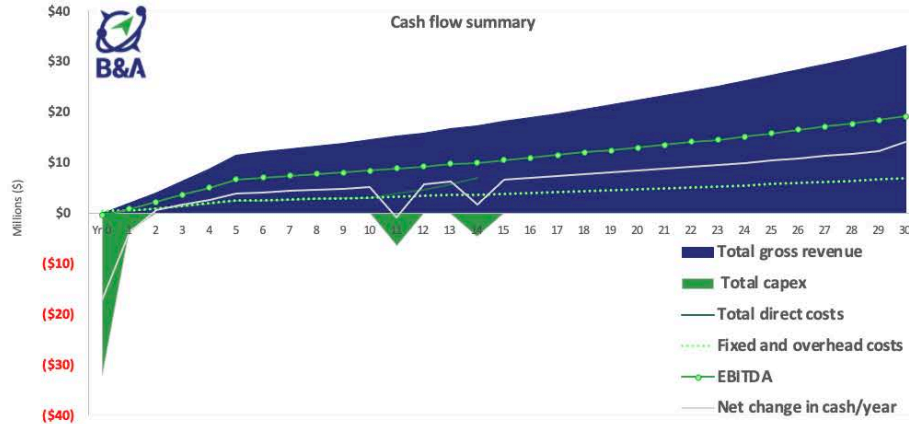 $40
Cash flow summary
B&A
$30
$20
$10
$0
Millions ($)
Yr 0 1 2 3 4 5 6 7 8 9 10 11 12 13 14 15 16 17 18 19 20 21 22 23 24 25 26 27 28 29 30
($10)
($20)
($30)
($40)
Total gross revenue
Total capex
Total direct costs
Fixed and overhead costs
EBITDA
Net change in cash/year